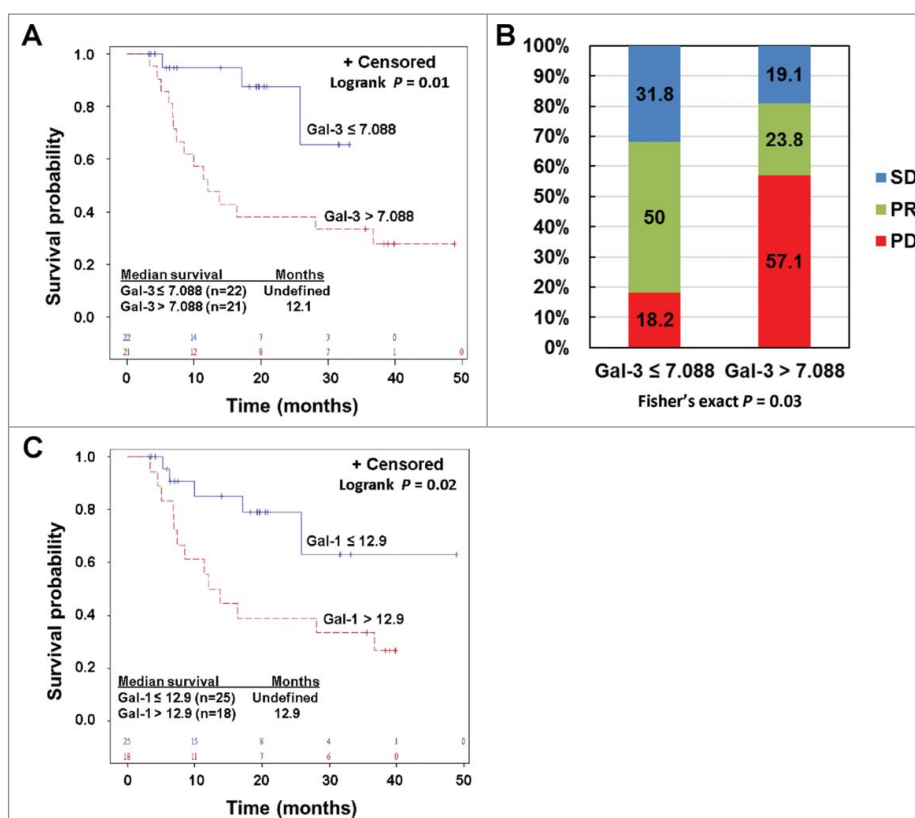 A
+ Censored
Logrank P = 0.01
Gal-3 ≤ 7.088
Gal-3 > 7.088
Survival probability
1.0
0.8
0.6
0.4
0.2
0.0
Median survival Months
Gal-3 ≤ 7.088 (n=22) Undefined
Gal-3 > 7.088 (n=21) 12.1
22 14 7 3 0
21 12 8 7 1 0
0 10 20 30 40 50
Time (months)
B
100%
90%
80%
70%
60%
50%
40%
30%
20%
10%
0%
31.8
50
18.2
19.1
23.8
57.1
SD
PR
PD
Gal-3 ≤ 7.088 Gal-3 > 7.088
Fisher's exact P = 0.03
C
+ Censored
Logrank P = 0.02
Gal-1 ≤ 12.9
Gal-1 > 12.9
Survival probability
1.0
0.8
0.6
0.4
0.2
0.0
Median survival Months
Gal-1 ≤ 12.9 (n=25) Undefined
Gal-1 > 12.9 (n=18) 12.9
25 15 8 4 1 0
18 11 7 6 0
0 10 20 30 40 50
Time (months)